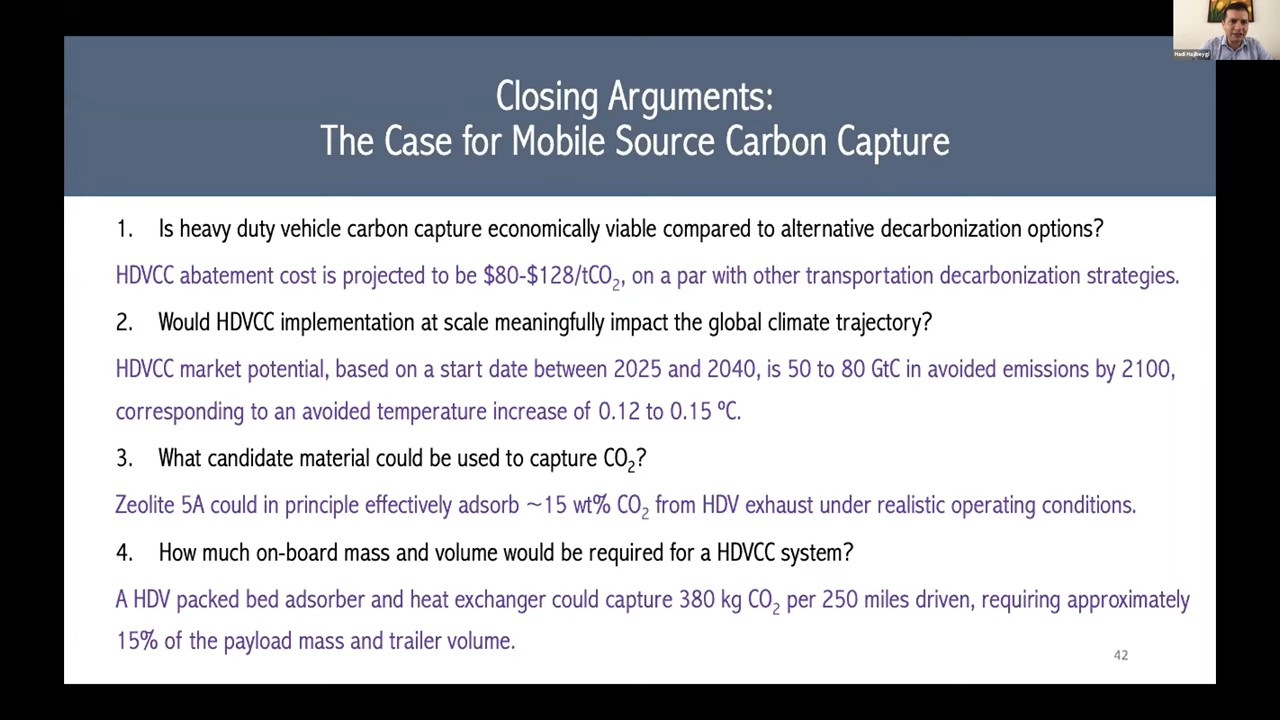 Hadi Hajibeygi
Closing Arguments:
The Case for Mobile Source Carbon Capture
1. Is heavy duty vehicle carbon capture economically viable compared to alternative decarbonization options?
HDVCC abatement cost is projected to be $80-$128/tCO₂, on a par with other transportation decarbonization strategies.
2. Would HDVCC implementation at scale meaningfully impact the global climate trajectory?
HDVCC market potential, based on a start date between 2025 and 2040, is 50 to 80 GtC in avoided emissions by 2100,
corresponding to an avoided temperature increase of 0.12 to 0.15 ºC.
3. What candidate material could be used to capture CO₂?
Zeolite 5A could in principle effectively adsorb ~15 wt% CO₂ from HDV exhaust under realistic operating conditions.
4. How much on-board mass and volume would be required for a HDVCC system?
A HDV packed bed adsorber and heat exchanger could capture 380 kg CO₂ per 250 miles driven, requiring approximately
15% of the payload mass and trailer volume.
42